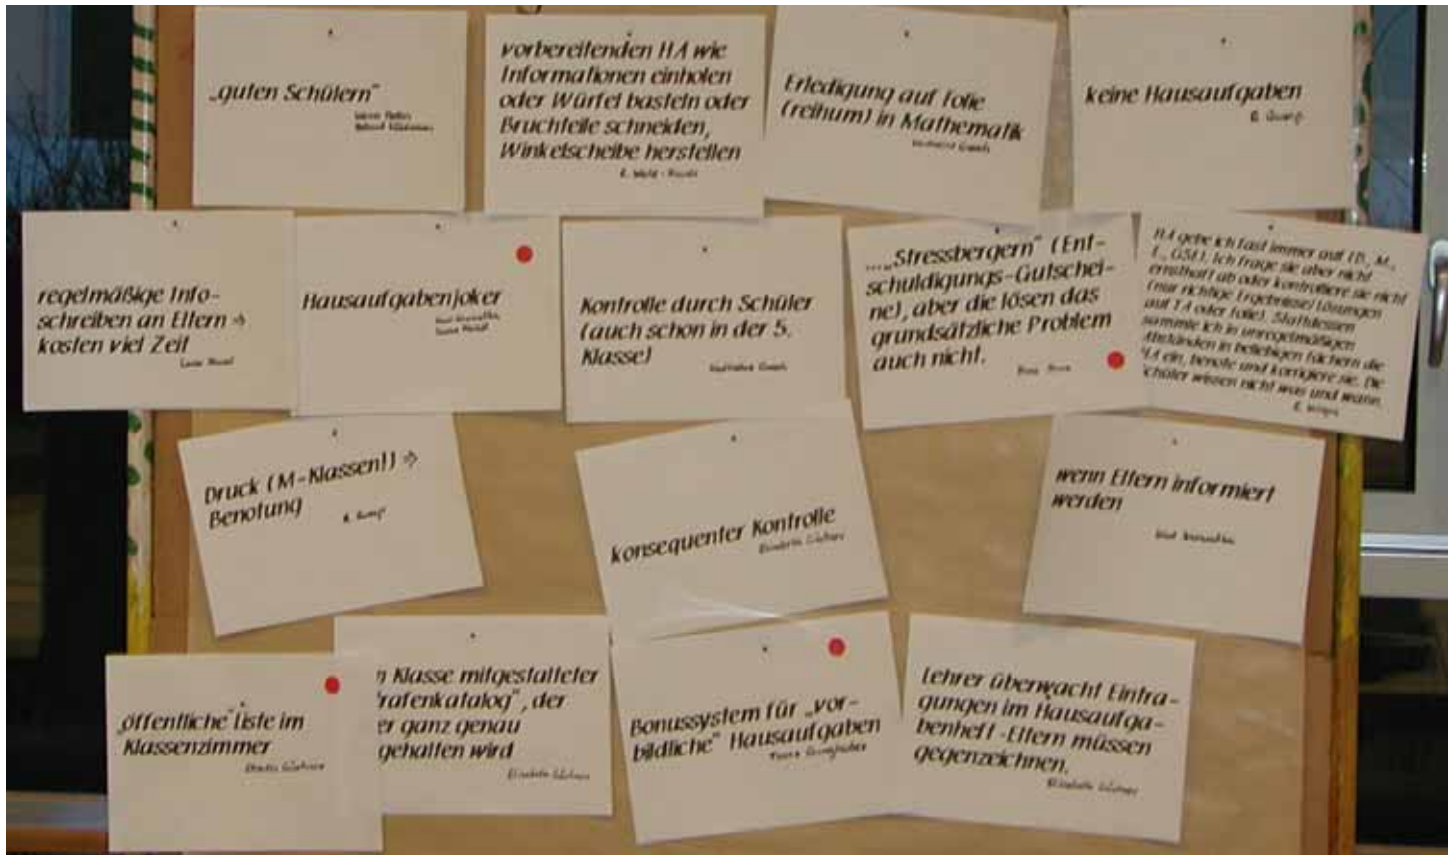 „guten Schülern"
vorbereitenden HA wie
Informationen einholen
oder Würfel basteln oder
Bruchteile schneiden,
Winkelscheibe herstellen
Erledigung auf Folie
(reihum) in Mathematik
keine Hausaufgaben
regelmäßige Info-
schreiben an Eltern ⇒
kosten viel Zeit
Hausaufgabenjoker
Kontrolle durch Schüler
(auch schon in der 5.
Klasse)
...„Stressbergern" (Ent-
schuldigungs-Gutschei-
ne), aber die lösen das
grundsätzliche Problem
auch nicht.
HA gebe ich fast immer auf (D, M,
E, GSE). Ich frage sie aber nicht
ernsthaft ab oder kontrolliere sie nicht
(nur richtige Ergebnisse/Lösungen
auf TA oder Folie). Stattdessen
sammle ich in unregelmäßigen
Abständen in beliebigen Fächern die
HA ein, benote und korrigiere sie. Die
Schüler wissen nicht was und wann.
Druck (M-Klassen!) ⇒
Benotung
konsequenter Kontrolle
Elisabeth
wenn Eltern informiert
werden
„öffentliche" Liste im
Klassenzimmer
n Klasse mitgestalteter
rafenkatalog", der
er ganz genau
gehalten wird
Elisabeth
Bonussystem für „vor-
bildliche" Hausaufgaben
Lehrer überwacht Eintra-
gungen im Hausaufga-
benheft -Eltern müssen
gegenzeichnen.
Elisabeth